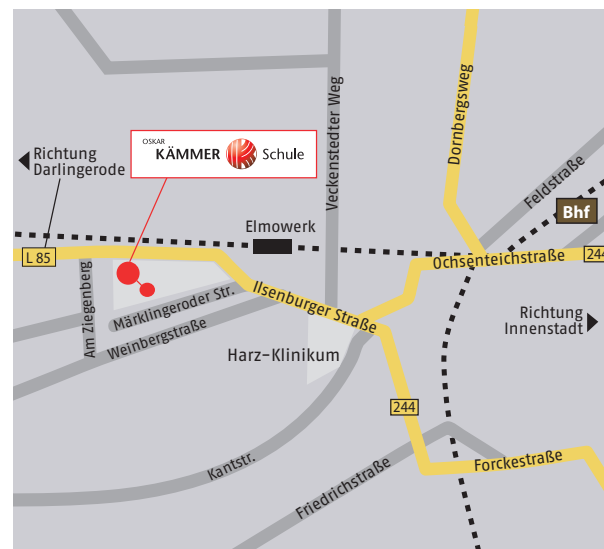 OSKAR
KÄMMER Schule
Richtung
Darlingerode
Veckenstedter Weg
Dornbergsweg
Feldstraße
Bhf
Elmowerk
L 85
Ochsenteichstraße
244
Am Ziegenberg
Märklingeroder Str.
Ilsenburger Straße
Weinbergstraße
Richtung
Innenstadt
Harz-Klinikum
244
Kantstr.
Friedrichstraße
Forckestraße